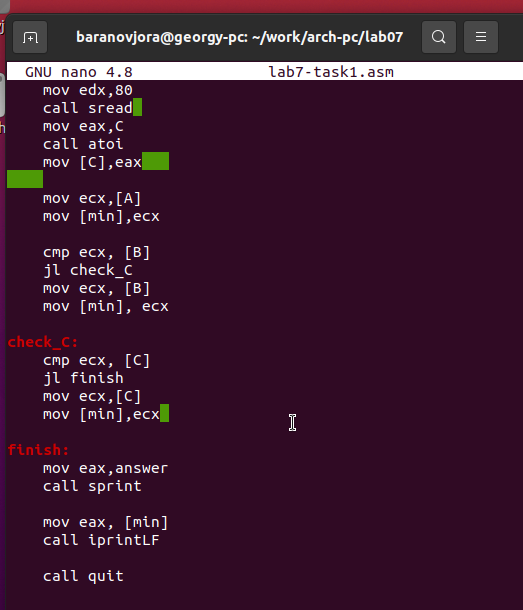 baranovjora@georgy-pc: ~/work/arch-pc/lab07
GNU nano 4.8 lab7-task1.asm
mov edx,80
call sread
mov eax,C
call atoi
mov [C],eax
mov ecx,[A]
mov [min],ecx
cmp ecx, [B]
jl check_C
mov ecx, [B]
mov [min], ecx
check_C:
cmp ecx, [C]
jl finish
mov ecx,[C]
mov [min],ecx
finish:
mov eax,answer
call sprint
mov eax, [min]
call iprintLF
call quit